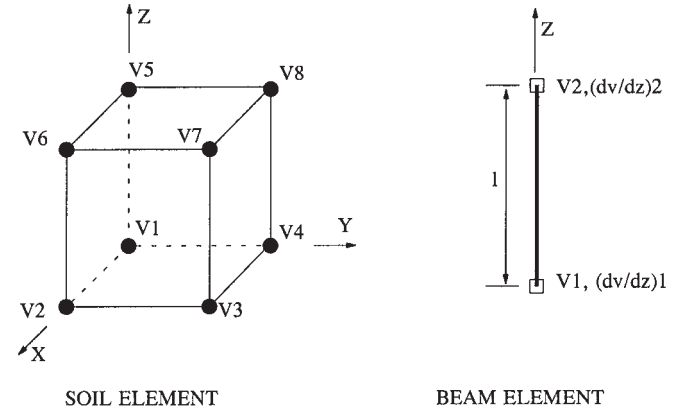 Z
V5
V8
V6
V7
V1
Y
V4
V2
V3
X
SOIL ELEMENT
Z
V2,(dv/dz)2
l
V1, (dv/dz)1
BEAM ELEMENT